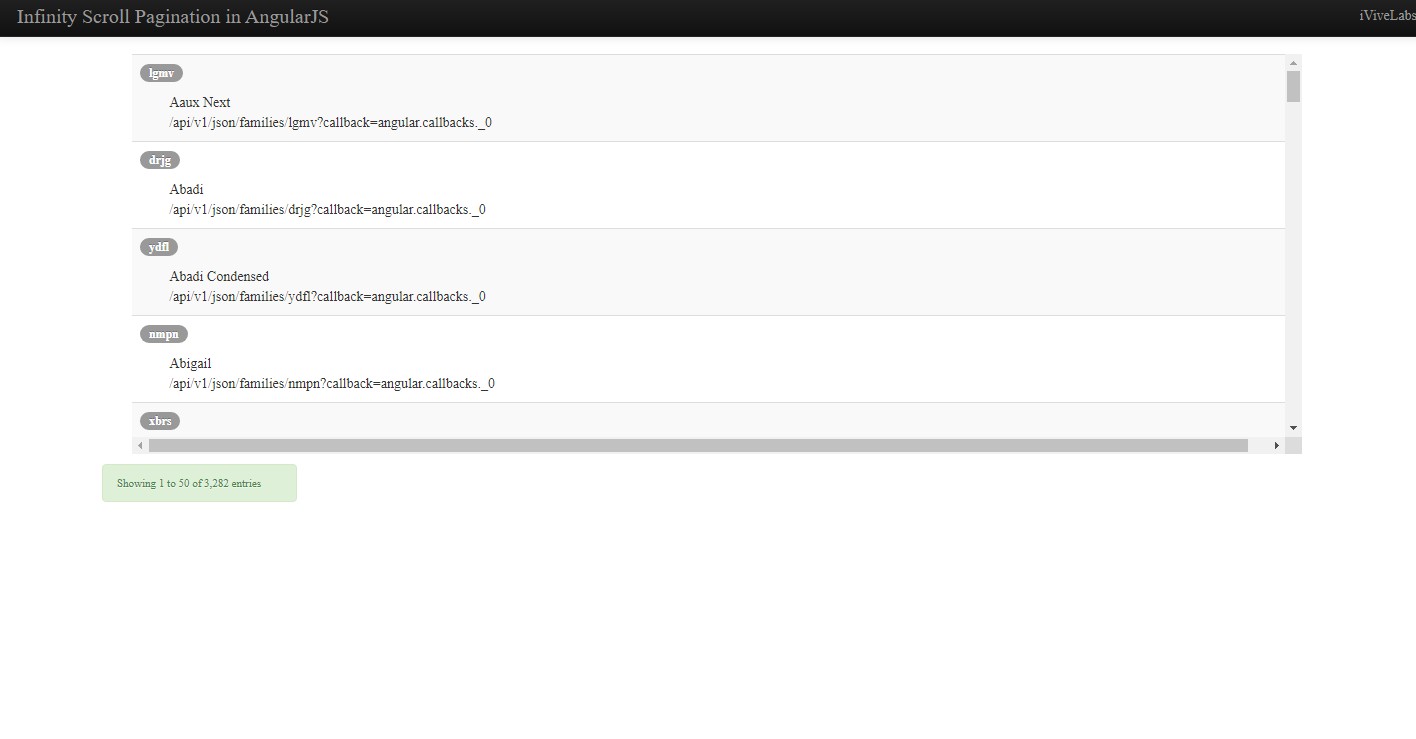 Infinity Scroll Pagination in AngularJS
iViveLabs
lgmv
Aaux Next
/api/v1/json/families/lgmv?callback=angular.callbacks._0
drjg
Abadi
/api/v1/json/families/drjg?callback=angular.callbacks._0
ydfl
Abadi Condensed
/api/v1/json/families/ydfl?callback=angular.callbacks._0
nmpn
Abigail
/api/v1/json/families/nmpn?callback=angular.callbacks._0
xbrs
Showing 1 to 50 of 3,282 entries